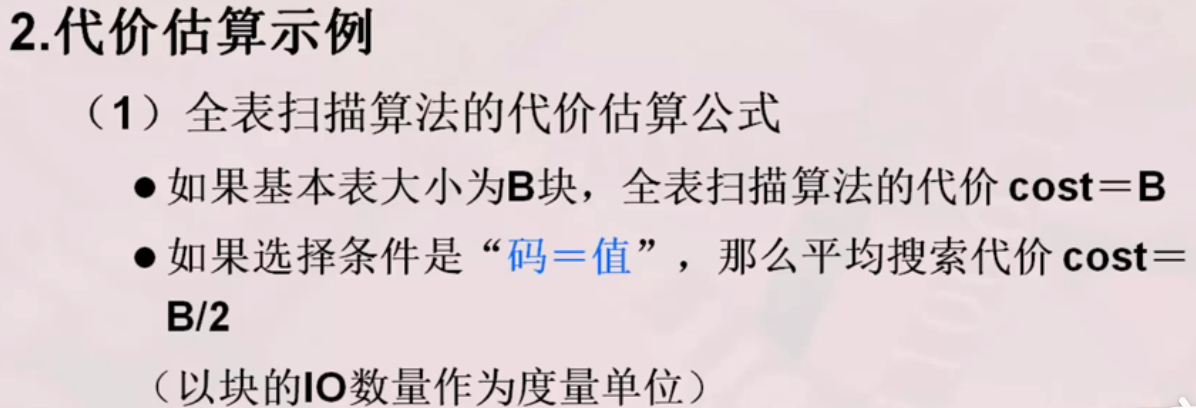 2.代价估算示例
（1）全表扫描算法的代价估算公式
●如果基本表大小为B块，全表扫描算法的代价 cost＝B
●如果选择条件是“码＝值”，那么平均搜索代价 cost＝
B/2
（以块的IO数量作为度量单位）